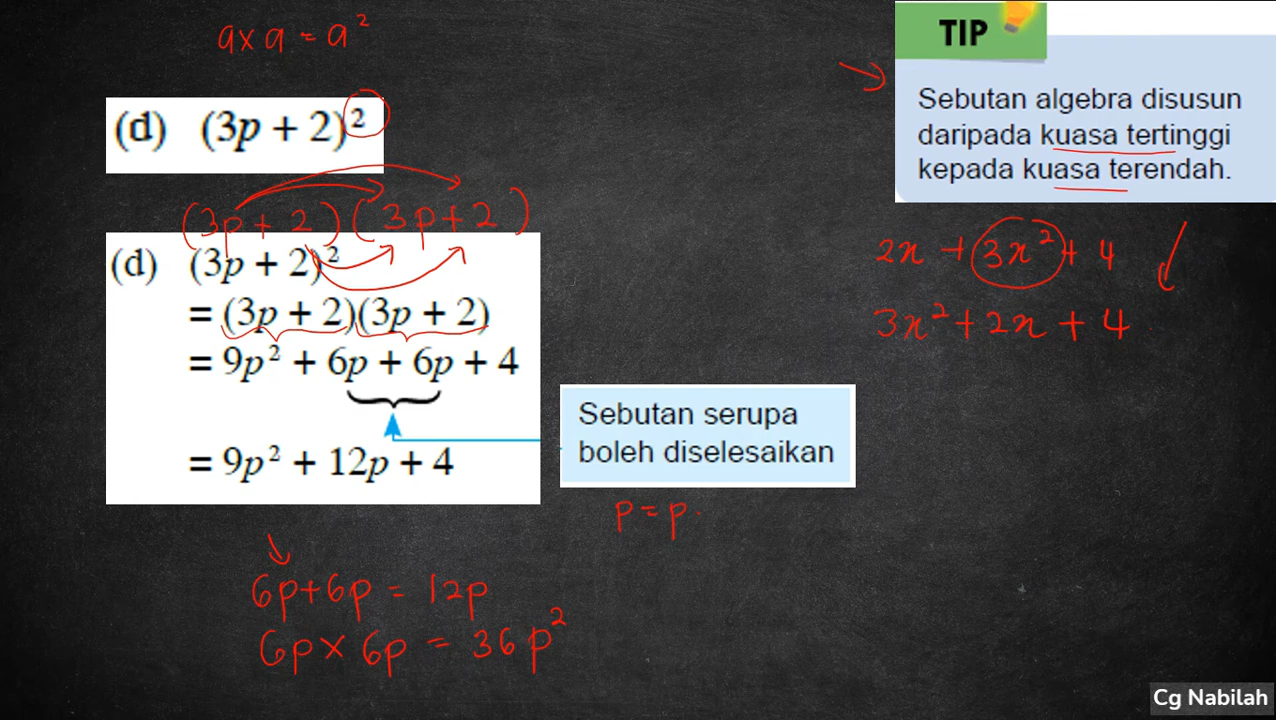 a x a = a²
(d) (3p + 2)²
(3p + 2)(3p + 2)
(d) (3p + 2)²
= (3p + 2)(3p + 2)
= 9p² + 6p + 6p + 4
= 9p² + 12p + 4
Sebutan serupa
boleh diselesaikan
p = p.
6p + 6p = 12p
6p x 6p = 36p²
TIP
Sebutan algebra disusun
daripada kuasa tertinggi
kepada kuasa terendah.
2x + 3x² + 4
3x² + 2x + 4
Cg Nabilah